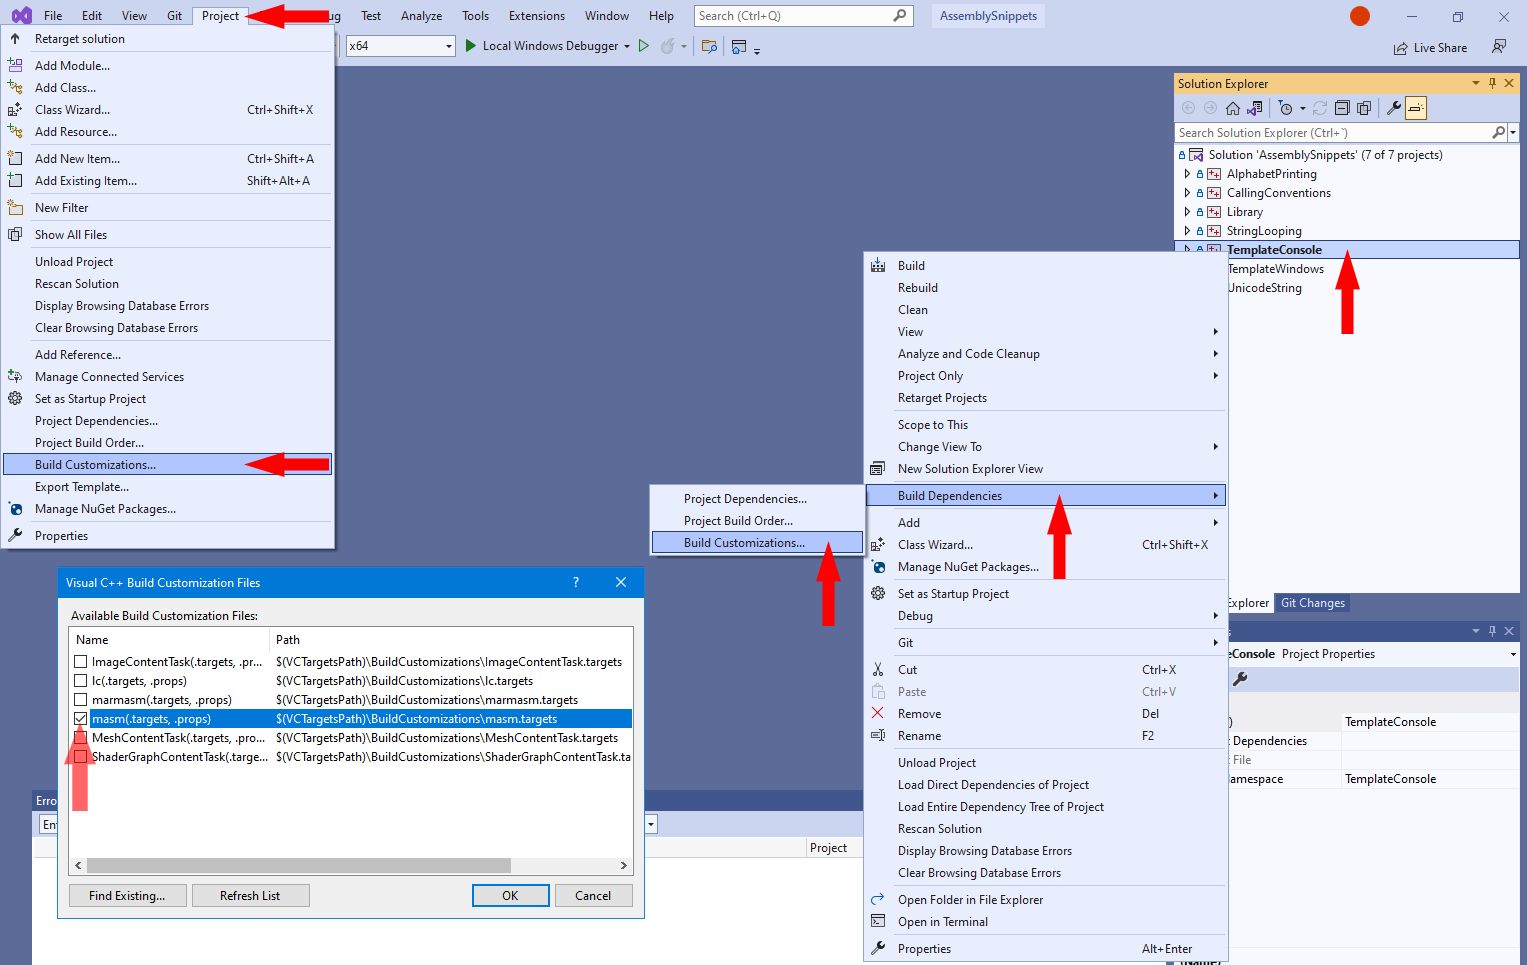 File Edit View Git Project Test Analyze Tools Extensions Window Help Search (Ctrl+Q) AssemblySnippets
x64 Local Windows Debugger Live Share
Retarget solution
Add Module...
Add Class...
Class Wizard... Ctrl+Shift+X
Add Resource...
Add New Item... Ctrl+Shift+A
Add Existing Item... Shift+Alt+A
New Filter
Show All Files
Unload Project
Rescan Solution
Display Browsing Database Errors
Clear Browsing Database Errors
Add Reference...
Manage Connected Services
Set as Startup Project
Project Dependencies...
Project Build Order...
Build Customizations...
Export Template...
Manage NuGet Packages...
Properties
Solution Explorer
Search Solution Explorer (Ctrl+`)
Solution 'AssemblySnippets' (7 of 7 projects)
AlphabetPrinting
CallingConventions
Library
StringLooping
TemplateConsole
TemplateWindows
UnicodeString
Build
Rebuild
Clean
View
Analyze and Code Cleanup
Project Only
Retarget Projects
Scope to This
Change View To
New Solution Explorer View
Build Dependencies
Add
Class Wizard... Ctrl+Shift+X
Manage NuGet Packages...
Set as Startup Project
Debug
Git
Cut Ctrl+X
Paste Ctrl+V
Remove Del
Rename F2
Unload Project
Load Direct Dependencies of Project
Load Entire Dependency Tree of Project
Rescan Solution
Display Browsing Database Errors
Clear Browsing Database Errors
Open Folder in File Explorer
Open in Terminal
Properties Alt+Enter
Project Dependencies...
Project Build Order...
Build Customizations...
Visual C++ Build Customization Files ?
Available Build Customization Files:
Name Path
ImageContentTask(.targets, .pr... $(VCTargetsPath)\BuildCustomizations\ImageContentTask.targets
lc(.targets, .props) $(VCTargetsPath)\BuildCustomizations\lc.targets
marmasm(.targets, .props) $(VCTargetsPath)\BuildCustomizations\marmasm.targets
masm(.targets, .props) $(VCTargetsPath)\BuildCustomizations\masm.targets
MeshContentTask(.targets, .pro... $(VCTargetsPath)\BuildCustomizations\MeshContentTask.targets
ShaderGraphContentTask(.targe... $(VCTargetsPath)\BuildCustomizations\ShaderGraphContentTask.ta
Find Existing... Refresh List OK Cancel
Erro
En
Project
xplorer Git Changes
eConsole Project Properties
) TemplateConsole
Dependencies
File
amespace TemplateConsole
(Name)